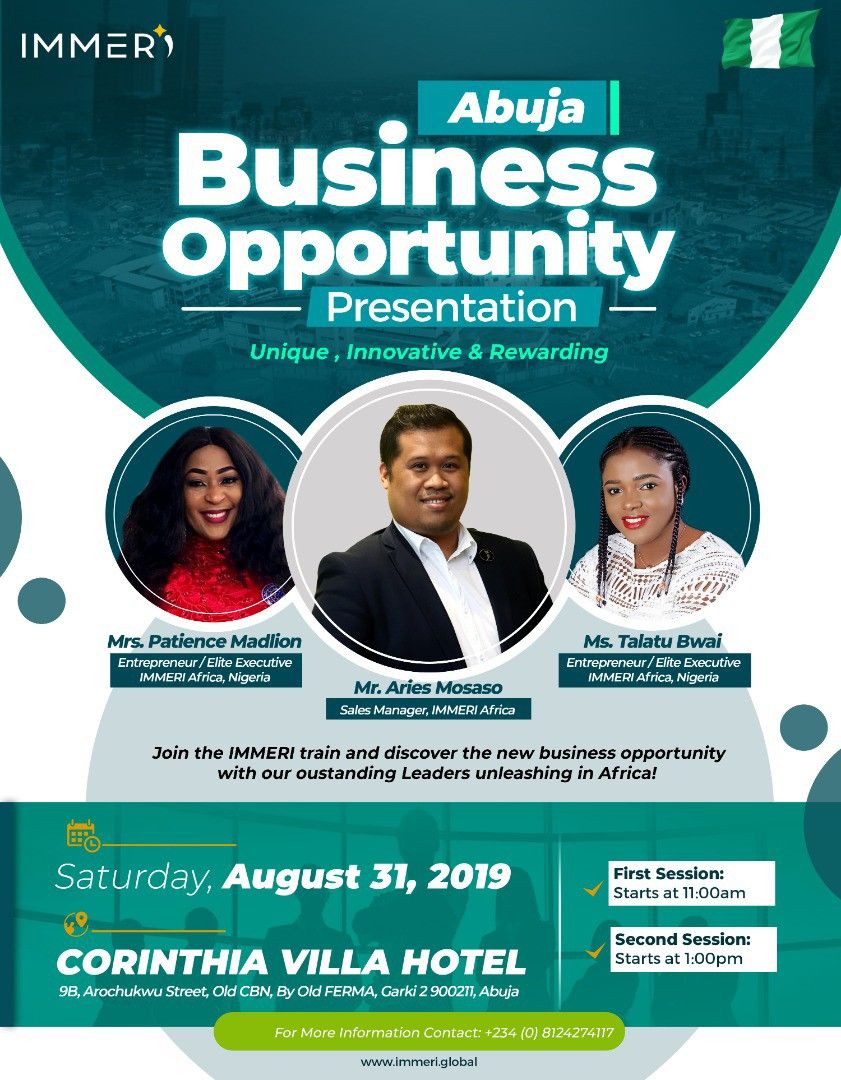 IMMERI
Abuja
Business
Opportunity
Presentation
Unique , Innovative & Rewarding
Mrs. Patience Madlion
Entrepreneur / Elite Executive
IMMERI Africa, Nigeria
Mr. Aries Mosaso
Sales Manager, IMMERI Africa
Ms. Talatu Bwai
Entrepreneur / Elite Executive
IMMERI Africa, Nigeria
Join the IMMERI train and discover the new business opportunity
with our oustanding Leaders unleashing in Africa!
Saturday, August 31, 2019
CORINTHIA VILLA HOTEL
9B, Arochukwu Street, Old CBN, By Old FERMA, Garki 2 900211, Abuja
First Session:
Starts at 11:00am
Second Session:
Starts at 1:00pm
For More Information Contact: +234 (0) 8124274117
www.immeri.global